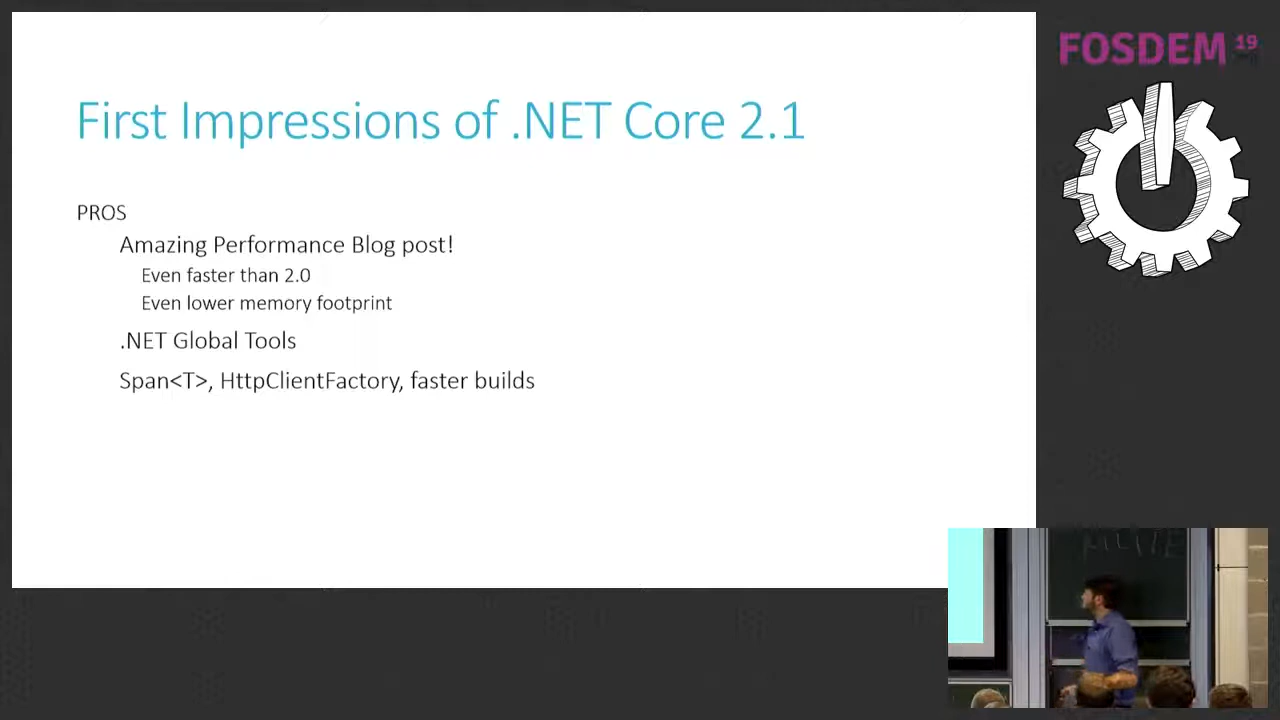 First Impressions of .NET Core 2.1
PROS
Amazing Performance Blog post!
Even faster than 2.0
Even lower memory footprint
.NET Global Tools
Span<T>, HttpClientFactory, faster builds
FOSDEM 19